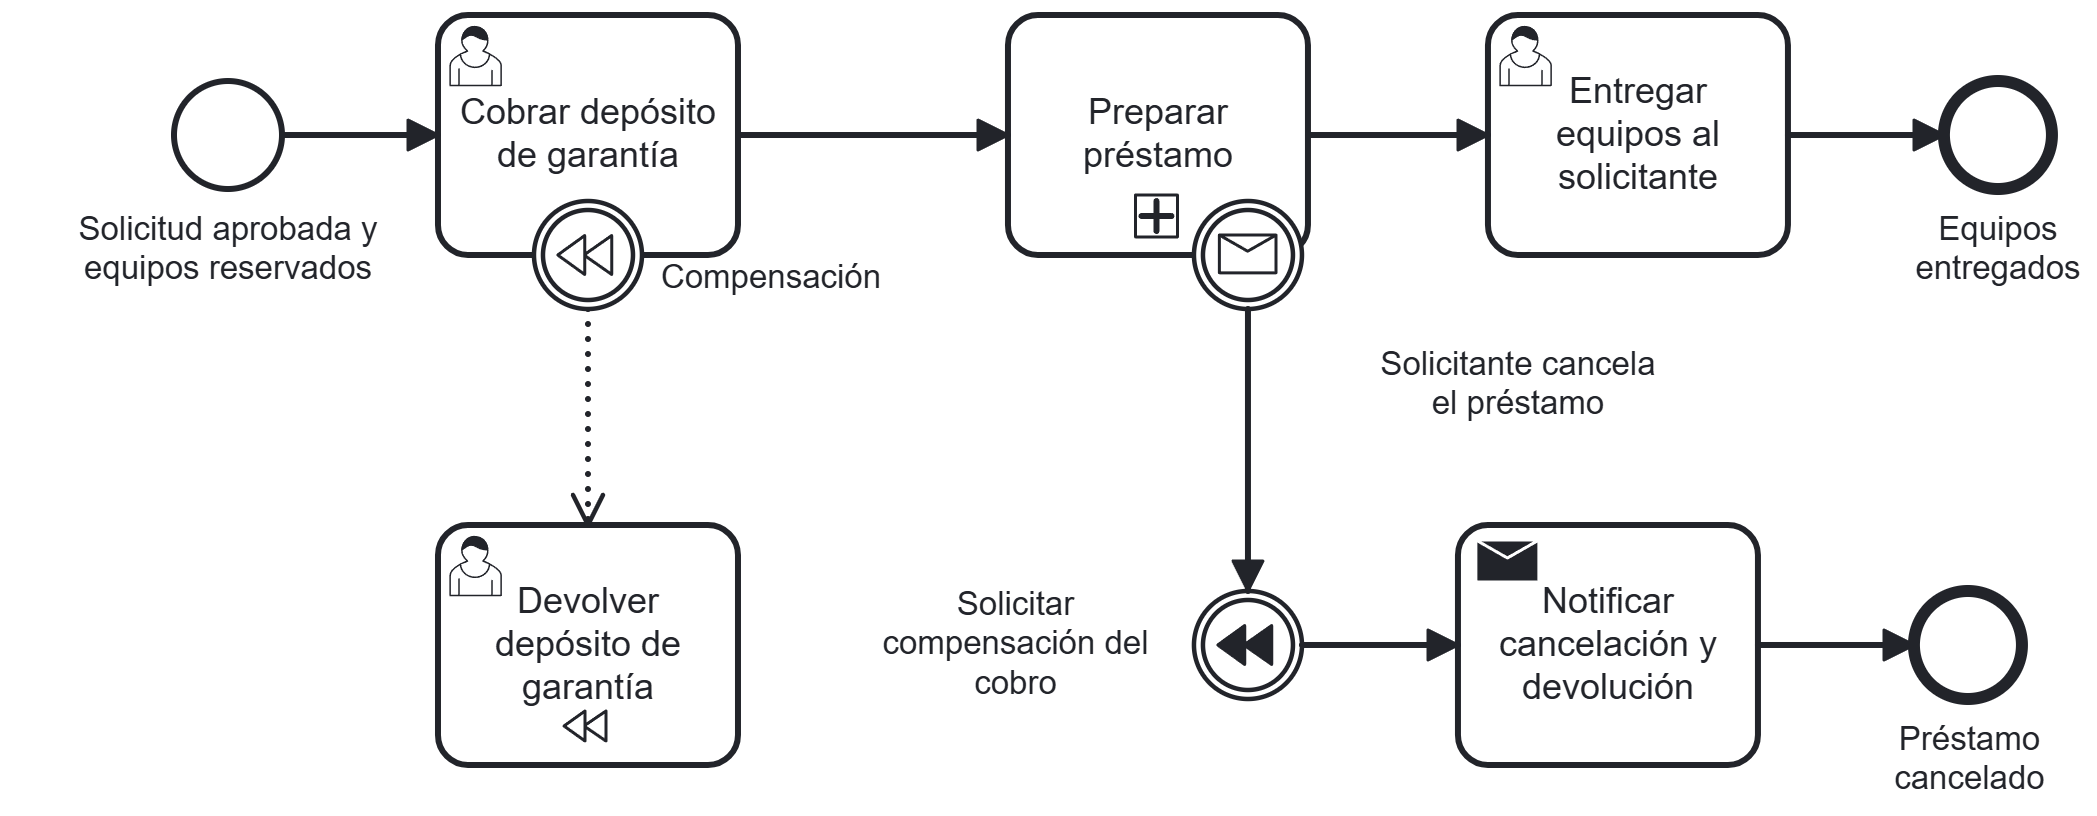 Cobrar depósito
de garantía
Preparar
préstamo
Entregar
equipos al
solicitante
Solicitud aprobada y
equipos reservados
Compensación
Equipos
entregados
Solicitante cancela
el préstamo
Devolver
depósito de
garantía
Solicitar
compensación del
cobro
Notificar
cancelación y
devolución
Préstamo
cancelado